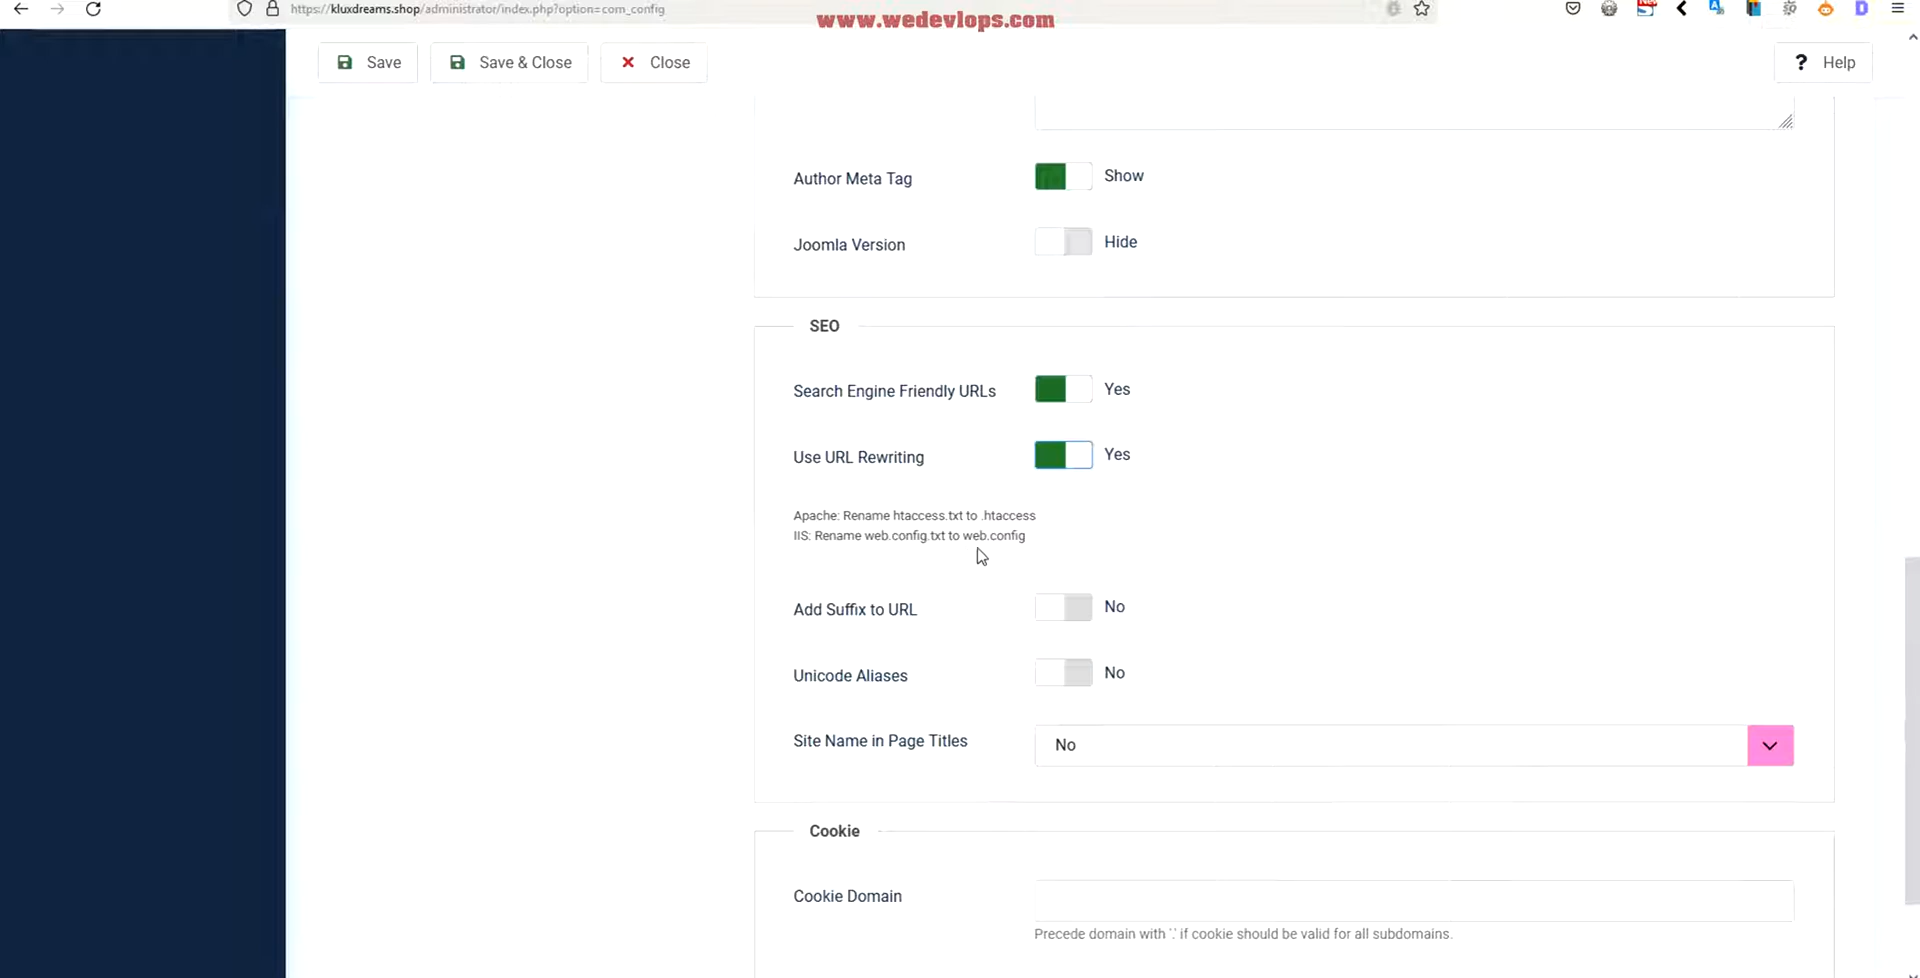 https://kluxdreams.shop/administrator/index.php?option=com_config
www.wedevlops.com
Save
Save & Close
Close
? Help
Author Meta Tag
Show
Joomla Version
Hide
SEO
Search Engine Friendly URLs
Yes
Use URL Rewriting
Yes
Apache: Rename htaccess.txt to .htaccess
IIS: Rename web.config.txt to web.config
Add Suffix to URL
No
Unicode Aliases
No
Site Name in Page Titles
No
Cookie
Cookie Domain
Precede domain with '.' if cookie should be valid for all subdomains.